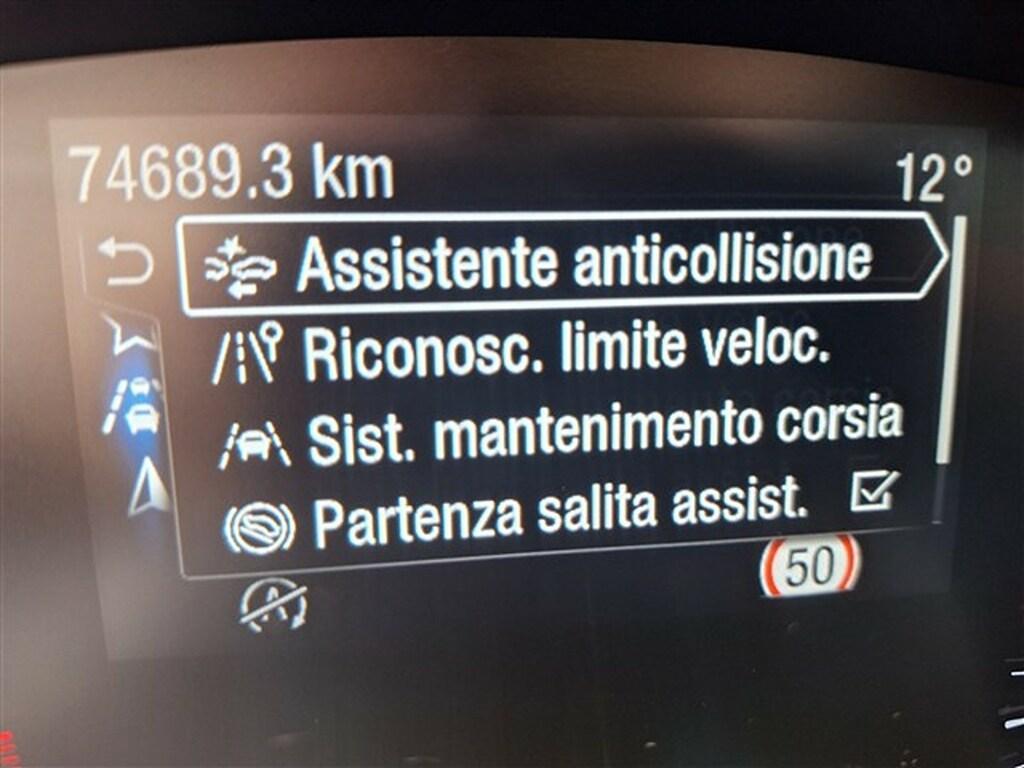 74689.3 km 12°
Assistente anticollisione
Riconosc. limite veloc.
Sist. mantenimento corsia
Partenza salita assist.
50